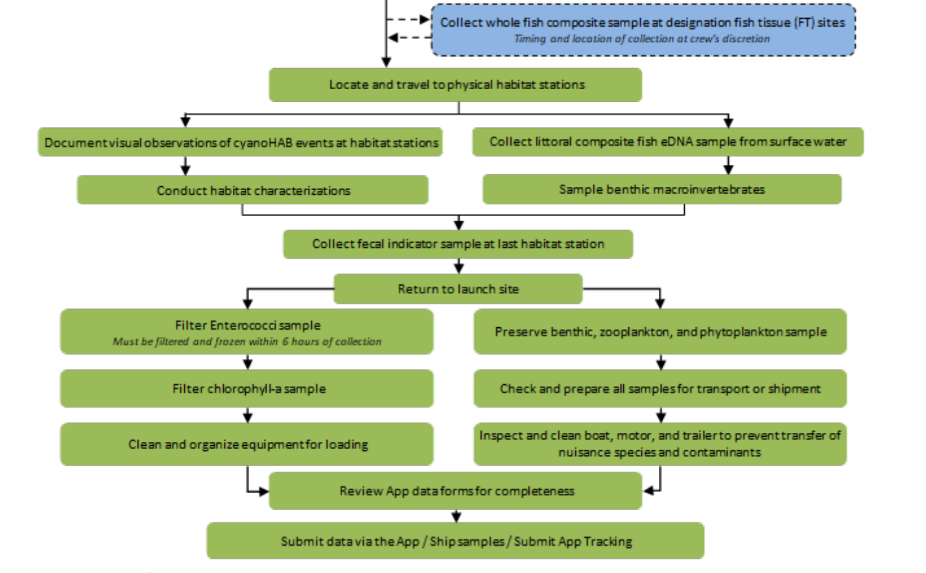 Collect whole fish composite sample at designation fish tissue (FT) sites
Timing and location of collection at crew's discretion
Locate and travel to physical habitat stations
Document visual observations of cyanoHAB events at habitat stations
Collect littoral composite fish eDNA sample from surface water
Conduct habitat characterizations
Sample benthic macroinvertebrates
Collect fecal indicator sample at last habitat station
Return to launch site
Filter Enterococci sample
Must be filtered and frozen within 6 hours of collection
Preserve benthic, zooplankton, and phytoplankton sample
Filter chlorophyll-a sample
Check and prepare all samples for transport or shipment
Clean and organize equipment for loading
Inspect and clean boat, motor, and trailer to prevent transfer of
nuisance species and contaminants
Review App data forms for completeness
Submit data via the App / Ship samples / Submit App Tracking